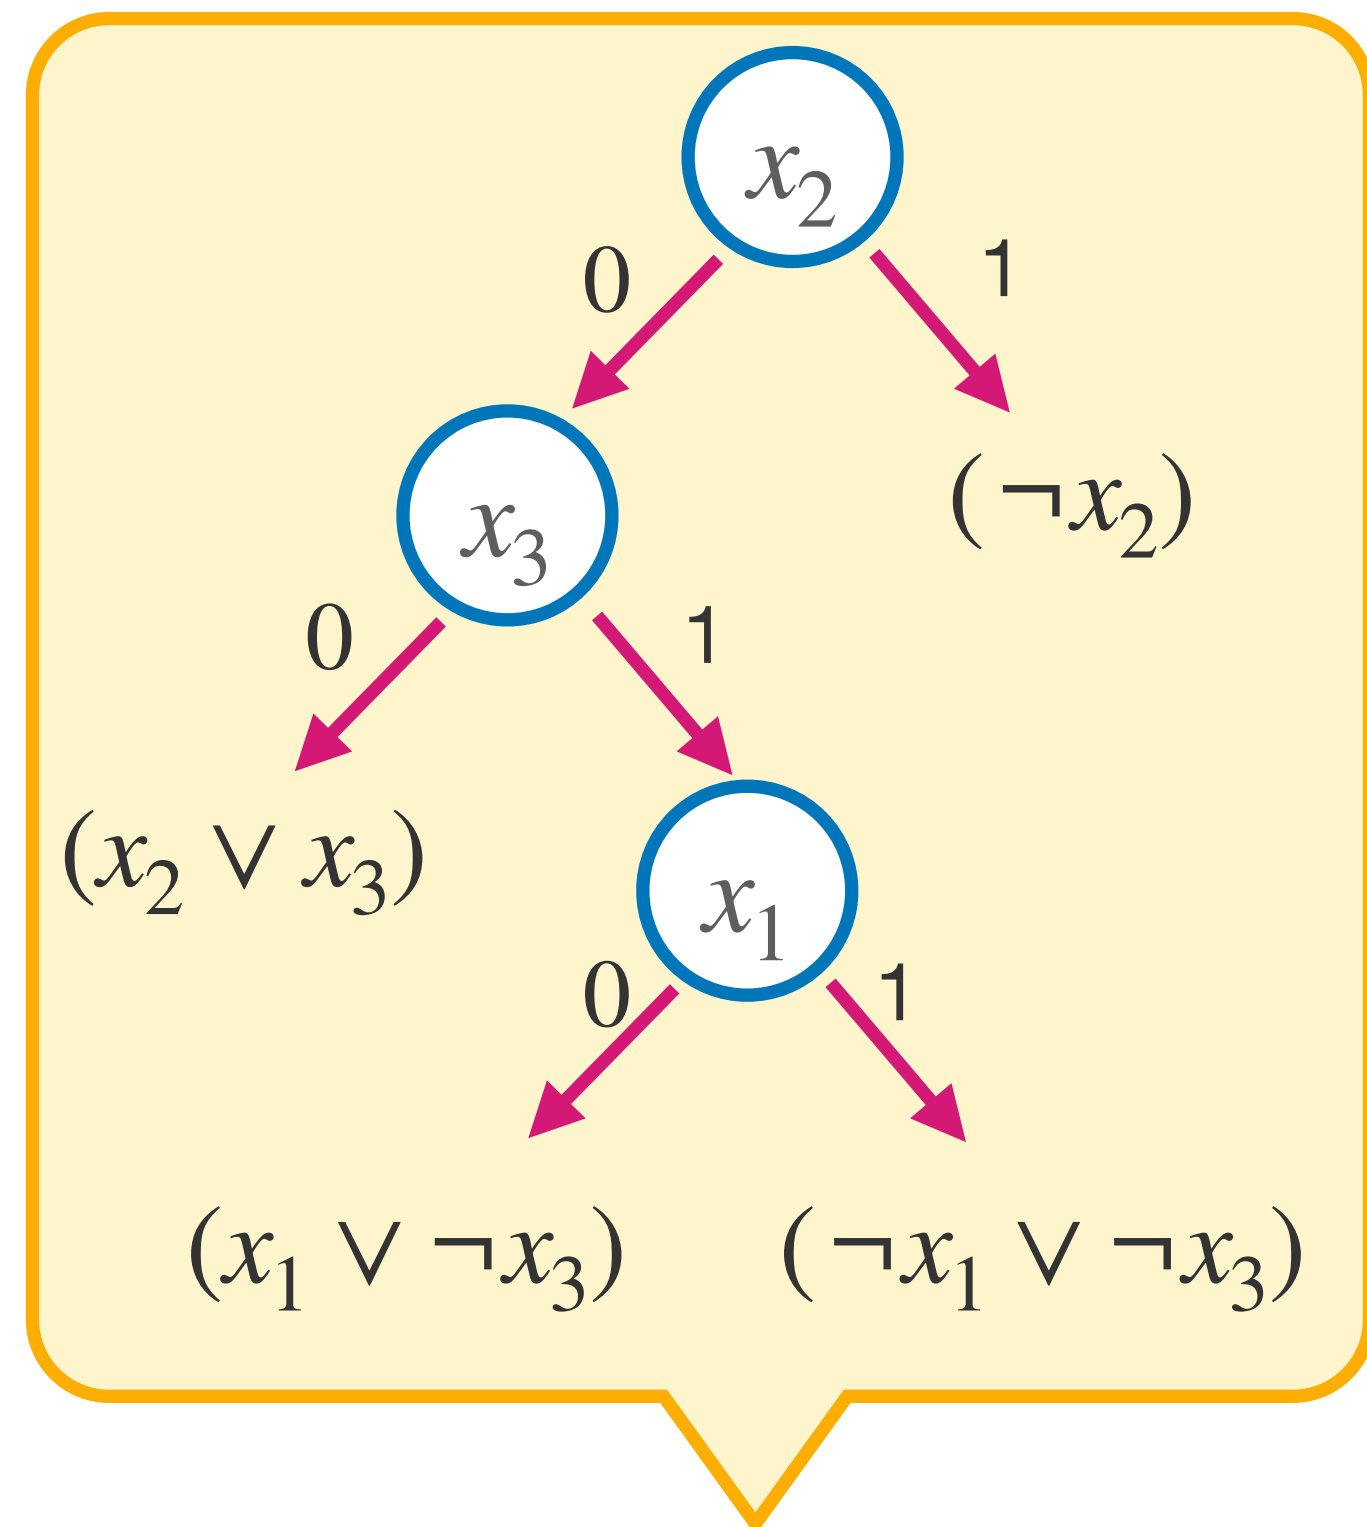 x₂
0 1
x₃ (¬x₂)
0 1
(x₂ ∨ x₃) x₁
0 1
(x₁ ∨ ¬x₃) (¬x₁ ∨ ¬x₃)